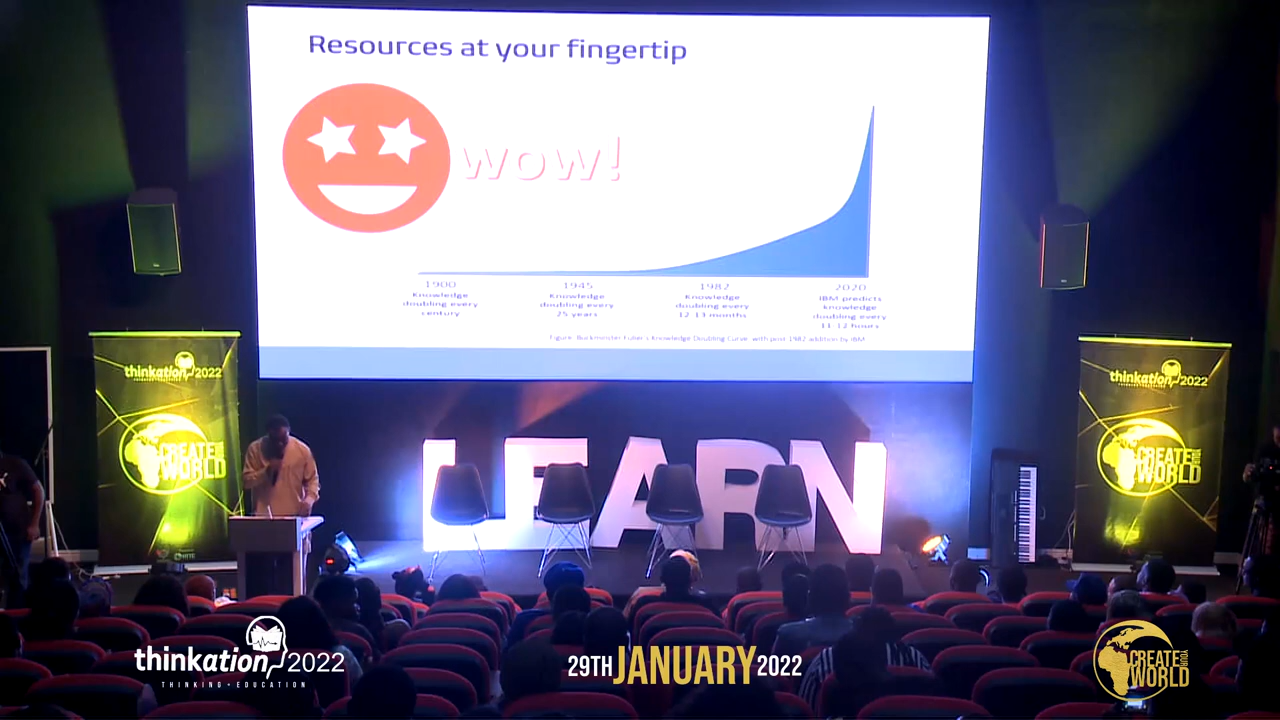 Resources at your fingertip
wow!
1900
Knowledge
doubling every
century
1945
Knowledge
doubling every
25 years
1982
Knowledge
doubling every
12-13 months
2020
IBM predicts
knowledge
doubling every
11-12 hours
Figure: Buckminster Fuller's Knowledge Doubling Curve with post 1982 addition by IBM
thinkation 2022
CREATE YOUR
WORLD
thinkation 2022
CREATE YOUR
WORLD
LEARN
thinkation 2022
THINKING · EDUCATION
29TH JANUARY 2022
CREATE YOUR
WORLD